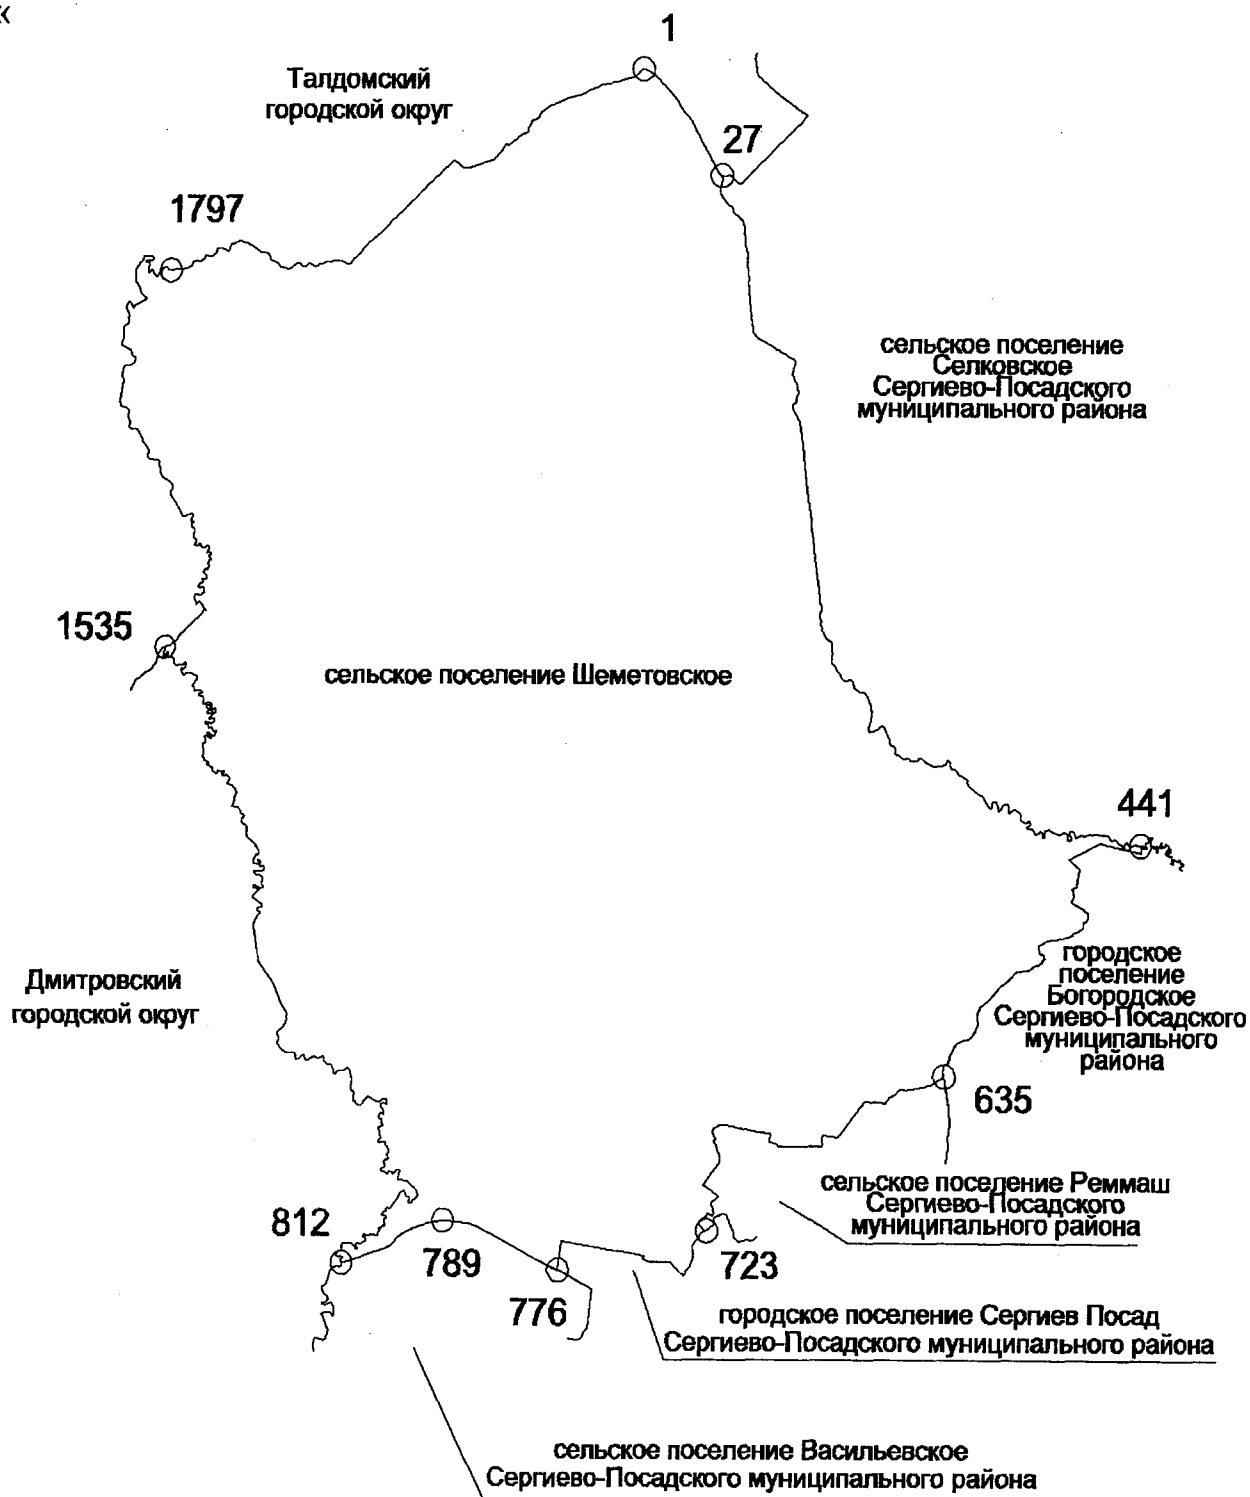 «
1
Талдомский
городской округ
27
1797
сельское поселение
Селковское
Сергиево-Посадского
муниципального района
1535
сельское поселение Шеметовское
441
городское
поселение
Богородское
Сергиево-Посадского
муниципального
района
Дмитровский
городской округ
635
сельское поселение Реммаш
Сергиево-Посадского
муниципального района
812
789
723
776
городское поселение Сергиев Посад
Сергиево-Посадского муниципального района
сельское поселение Васильевское
Сергиево-Посадского муниципального района